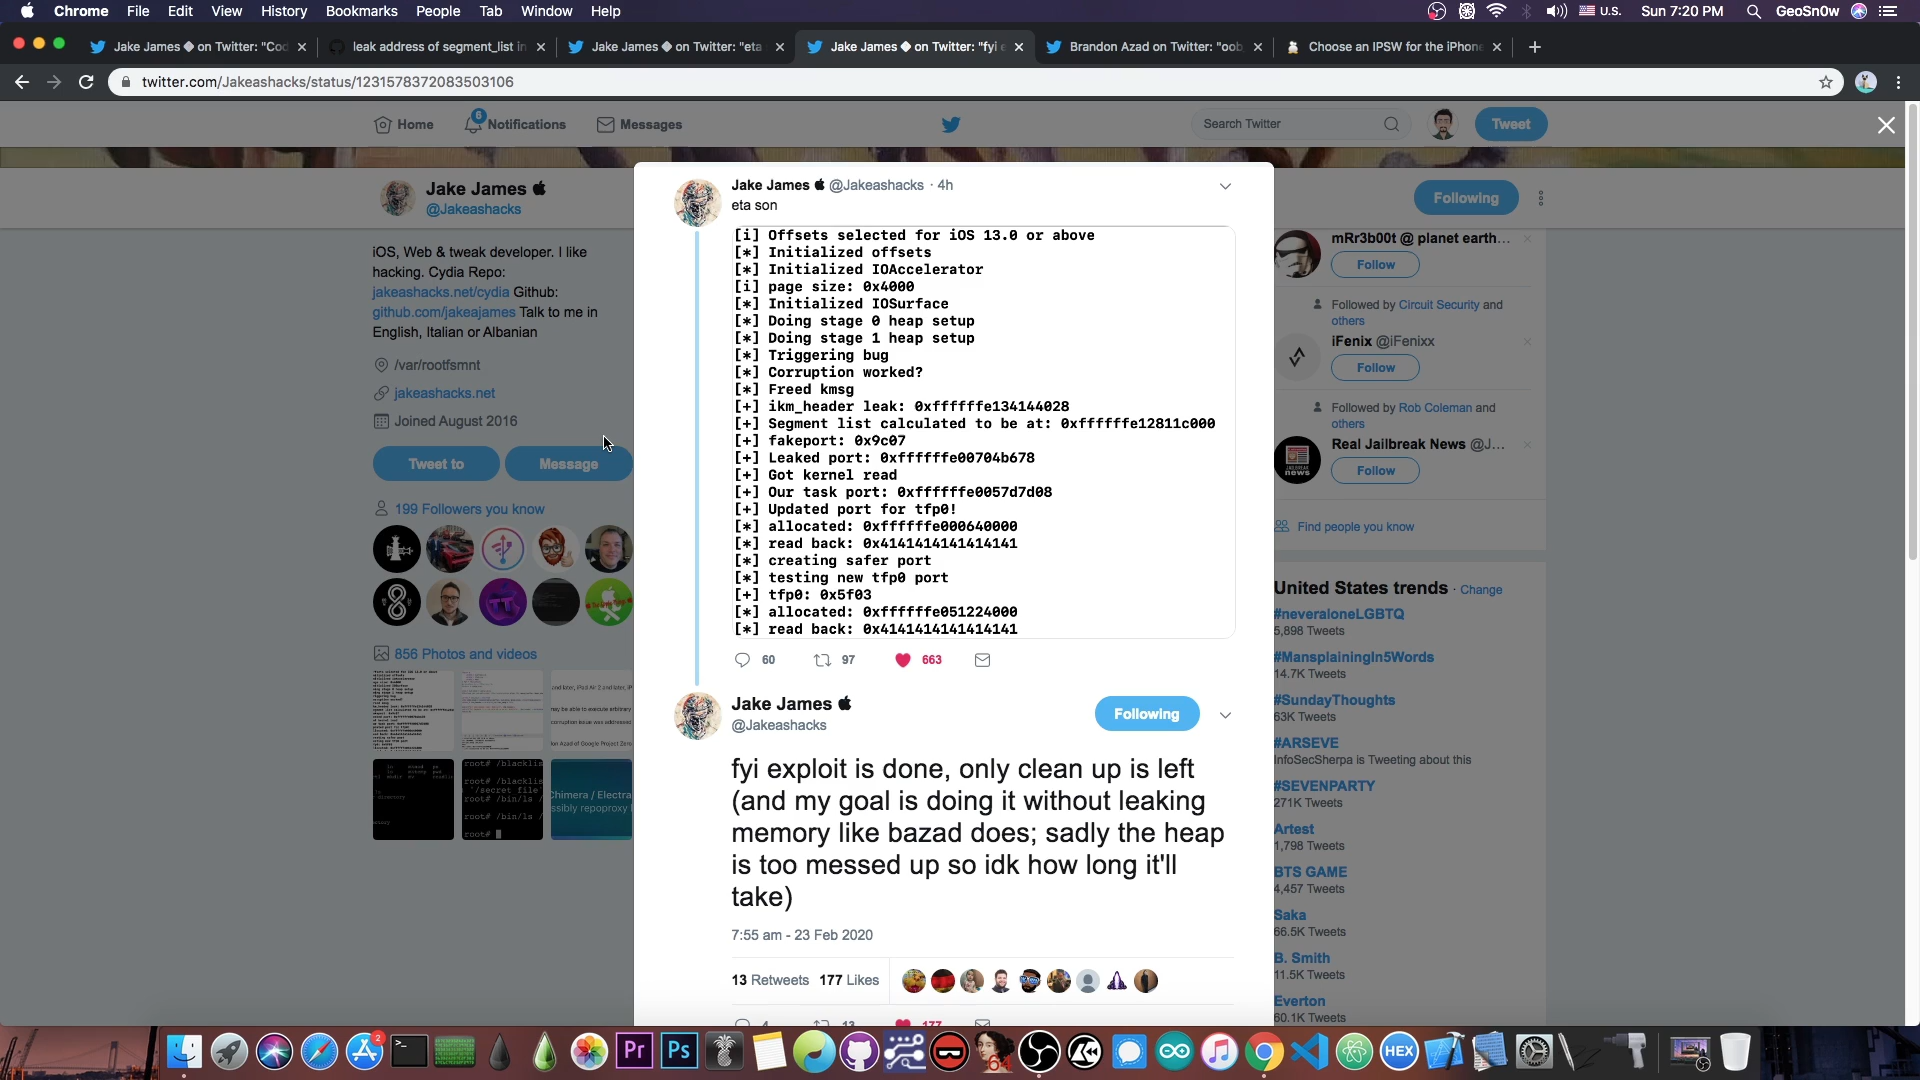 Chrome File Edit View History Bookmarks People Tab Window Help
U.S. Sun 7:20 PM GeoSn0w
Jake James ◆ on Twitter: "Cod
leak address of segment_list in
Jake James ◆ on Twitter: "eta
Jake James ◆ on Twitter: "fyi e
Brandon Azad on Twitter: "oob
Choose an IPSW for the iPhone
twitter.com/Jakeashacks/status/1231578372083503106
Home 6 Notifications Messages
Search Twitter
Tweet
Jake James
@Jakeashacks
Following
iOS, Web & tweak developer. I like
hacking. Cydia Repo:
jakeashacks.net/cydia Github:
github.com/jakeajames Talk to me in
English, Italian or Albanian
/var/rootfsmnt
jakeashacks.net
Joined August 2016
Tweet to Message
199 Followers you know
856 Photos and videos
Chimera / Electra
Jake James @Jakeashacks · 4h
eta son
[i] Offsets selected for iOS 13.0 or above
[*] Initialized offsets
[*] Initialized IOAccelerator
[i] page size: 0x4000
[*] Initialized IOSurface
[*] Doing stage 0 heap setup
[*] Doing stage 1 heap setup
[*] Triggering bug
[*] Corruption worked?
[*] Freed kmsg
[+] ikm_header leak: 0xffffffe134144028
[+] Segment list calculated to be at: 0xffffffe12811c000
[+] fakeport: 0x9c07
[+] Leaked port: 0xffffffe00704b678
[+] Got kernel read
[+] Our task port: 0xffffffe0057d7d08
[+] Updated port for tfp0!
[*] allocated: 0xffffffe000640000
[*] read back: 0x4141414141414141
[*] creating safer port
[*] testing new tfp0 port
[+] tfp0: 0x5f03
[*] allocated: 0xffffffe051224000
[*] read back: 0x4141414141414141
60 97 663
Jake James
@Jakeashacks
Following
fyi exploit is done, only clean up is left
(and my goal is doing it without leaking
memory like bazad does; sadly the heap
is too messed up so idk how long it'll
take)
7:55 am - 23 Feb 2020
13 Retweets 177 Likes
4 13 177
mRr3b00t @ planet earth...
Follow
Followed by Circuit Security and
others
iFenix @iFenixx
Follow
Followed by Rob Coleman and
others
Real Jailbreak News @J...
Follow
Find people you know
United States trends · Change
#neveraloneLGBTQ
5,898 Tweets
#MansplainingIn5Words
14.7K Tweets
#SundayThoughts
63K Tweets
#ARSEVE
InfoSecSherpa is Tweeting about this
#SEVENPARTY
271K Tweets
Artest
1,798 Tweets
BTS GAME
4,457 Tweets
Saka
66.5K Tweets
B. Smith
11.5K Tweets
Everton
60.1K Tweets
2 Pr Ps 64 HEX